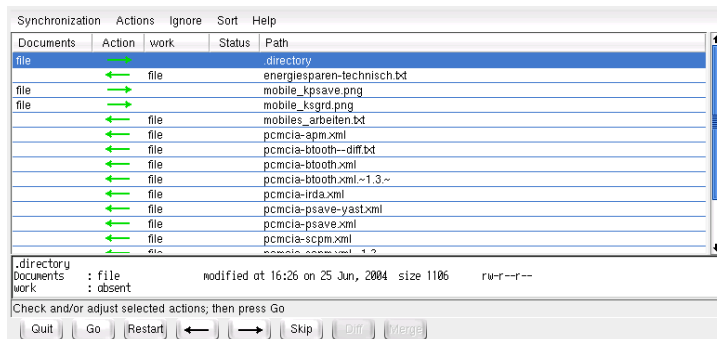 Synchronization Actions Ignore Sort Help
Documents Action work Status Path
file .directory
file energiesparen-technisch.txt
file mobile_kpsave.png
file mobile_ksgrd.png
file mobiles_arbeiten.txt
file pcmcia-apm.xml
file pcmcia-btooth--diff.txt
file pcmcia-btooth.xml
file pcmcia-btooth.xml.~1.3.~
file pcmcia-irda.xml
file pcmcia-psave-yast.xml
file pcmcia-psave.xml
file pcmcia-scpm.xml
.directory
Documents : file modified at 16:26 on 25 Jun, 2004 size 1106 rw-r--r--
work : absent
Check and/or adjust selected actions; then press Go
Quit Go Restart Skip Diff Merge